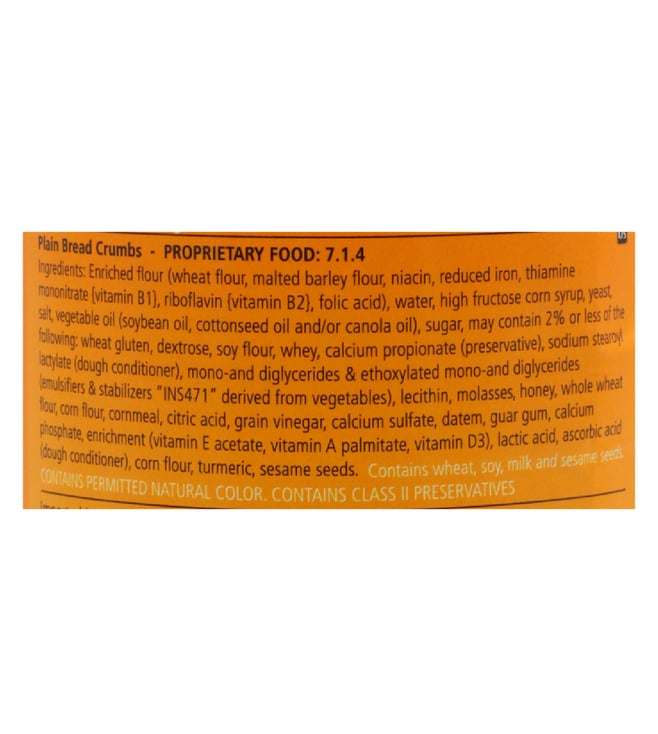 Plain Bread Crumbs - PROPRIETARY FOOD: 7.1.4
Ingredients: Enriched flour (wheat flour, malted barley flour, niacin, reduced iron, thiamine
mononitrate {vitamin B1}, riboflavin {vitamin B2}, folic acid), water, high fructose corn syrup, yeast,
salt, vegetable oil (soybean oil, cottonseed oil and/or canola oil), sugar, may contain 2% or less of the
following: wheat gluten, dextrose, soy flour, whey, calcium propionate (preservative), sodium stearoyl
lactylate (dough conditioner), mono-and diglycerides & ethoxylated mono-and diglycerides
(emulsifiers & stabilizers "INS471" derived from vegetables), lecithin, molasses, honey, whole wheat
flour, corn flour, cornmeal, citric acid, grain vinegar, calcium sulfate, datem, guar gum, calcium
phosphate, enrichment (vitamin E acetate, vitamin A palmitate, vitamin D3), lactic acid, ascorbic acid
(dough conditioner), corn flour, turmeric, sesame seeds. Contains wheat, soy, milk and sesame seeds.
CONTAINS PERMITTED NATURAL COLOR. CONTAINS CLASS II PRESERVATIVES